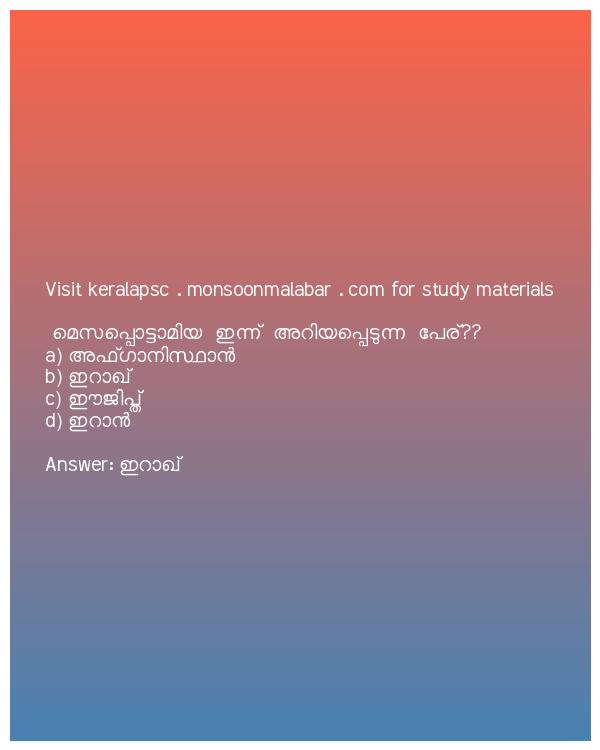 Visit keralapsc . monsoonmalabar . com for study materials
മെസപ്പൊട്ടാമിയ ഇന്ന് അറിയപ്പെടുന്ന പേര്??
a) അഫ്ഗാനിസ്ഥാൻ
b) ഇറാഖ്
c) ഈജിപ്ത്
d) ഇറാൻ
Answer: ഇറാഖ്